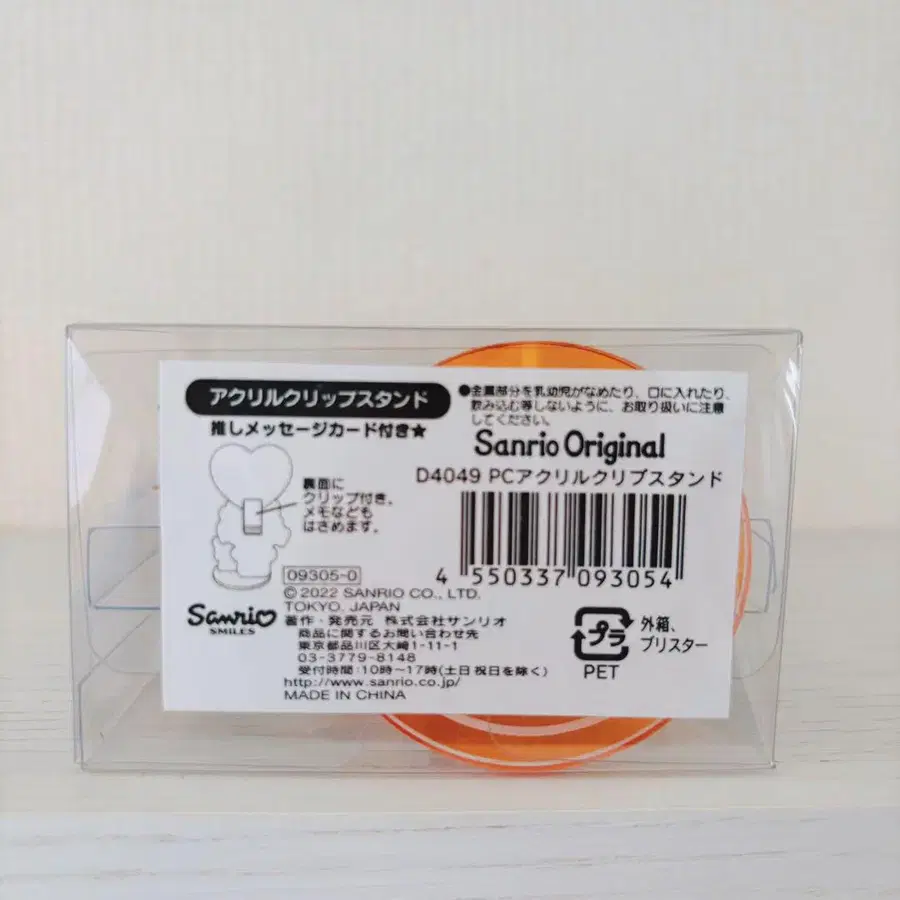 アクリルクリップスタンド
推しメッセージカード付き★
裏面に
クリップ付き。
メモなども
はさめます。
●金属部分を乳幼児がなめたり、口に入れたり、
飲み込む等しないように、お取り扱いに注意
してください。
Sanrio Original
D4049 PCアクリルクリブスタンド
4 550337 093054
09305-0
© 2022 SANRIO CO., LTD.
TOKYO, JAPAN
著作・発売元 株式会社サンリオ
商品に関するお問い合わせ先
東京都品川区大崎1-11-1
03-3779-8148
受付時間:10時～17時(土日祝日を除く)
http://www.sanrio.co.jp/
MADE IN CHINA
Sanrio
SMILES
プラ
PET
外箱、
ブリスター